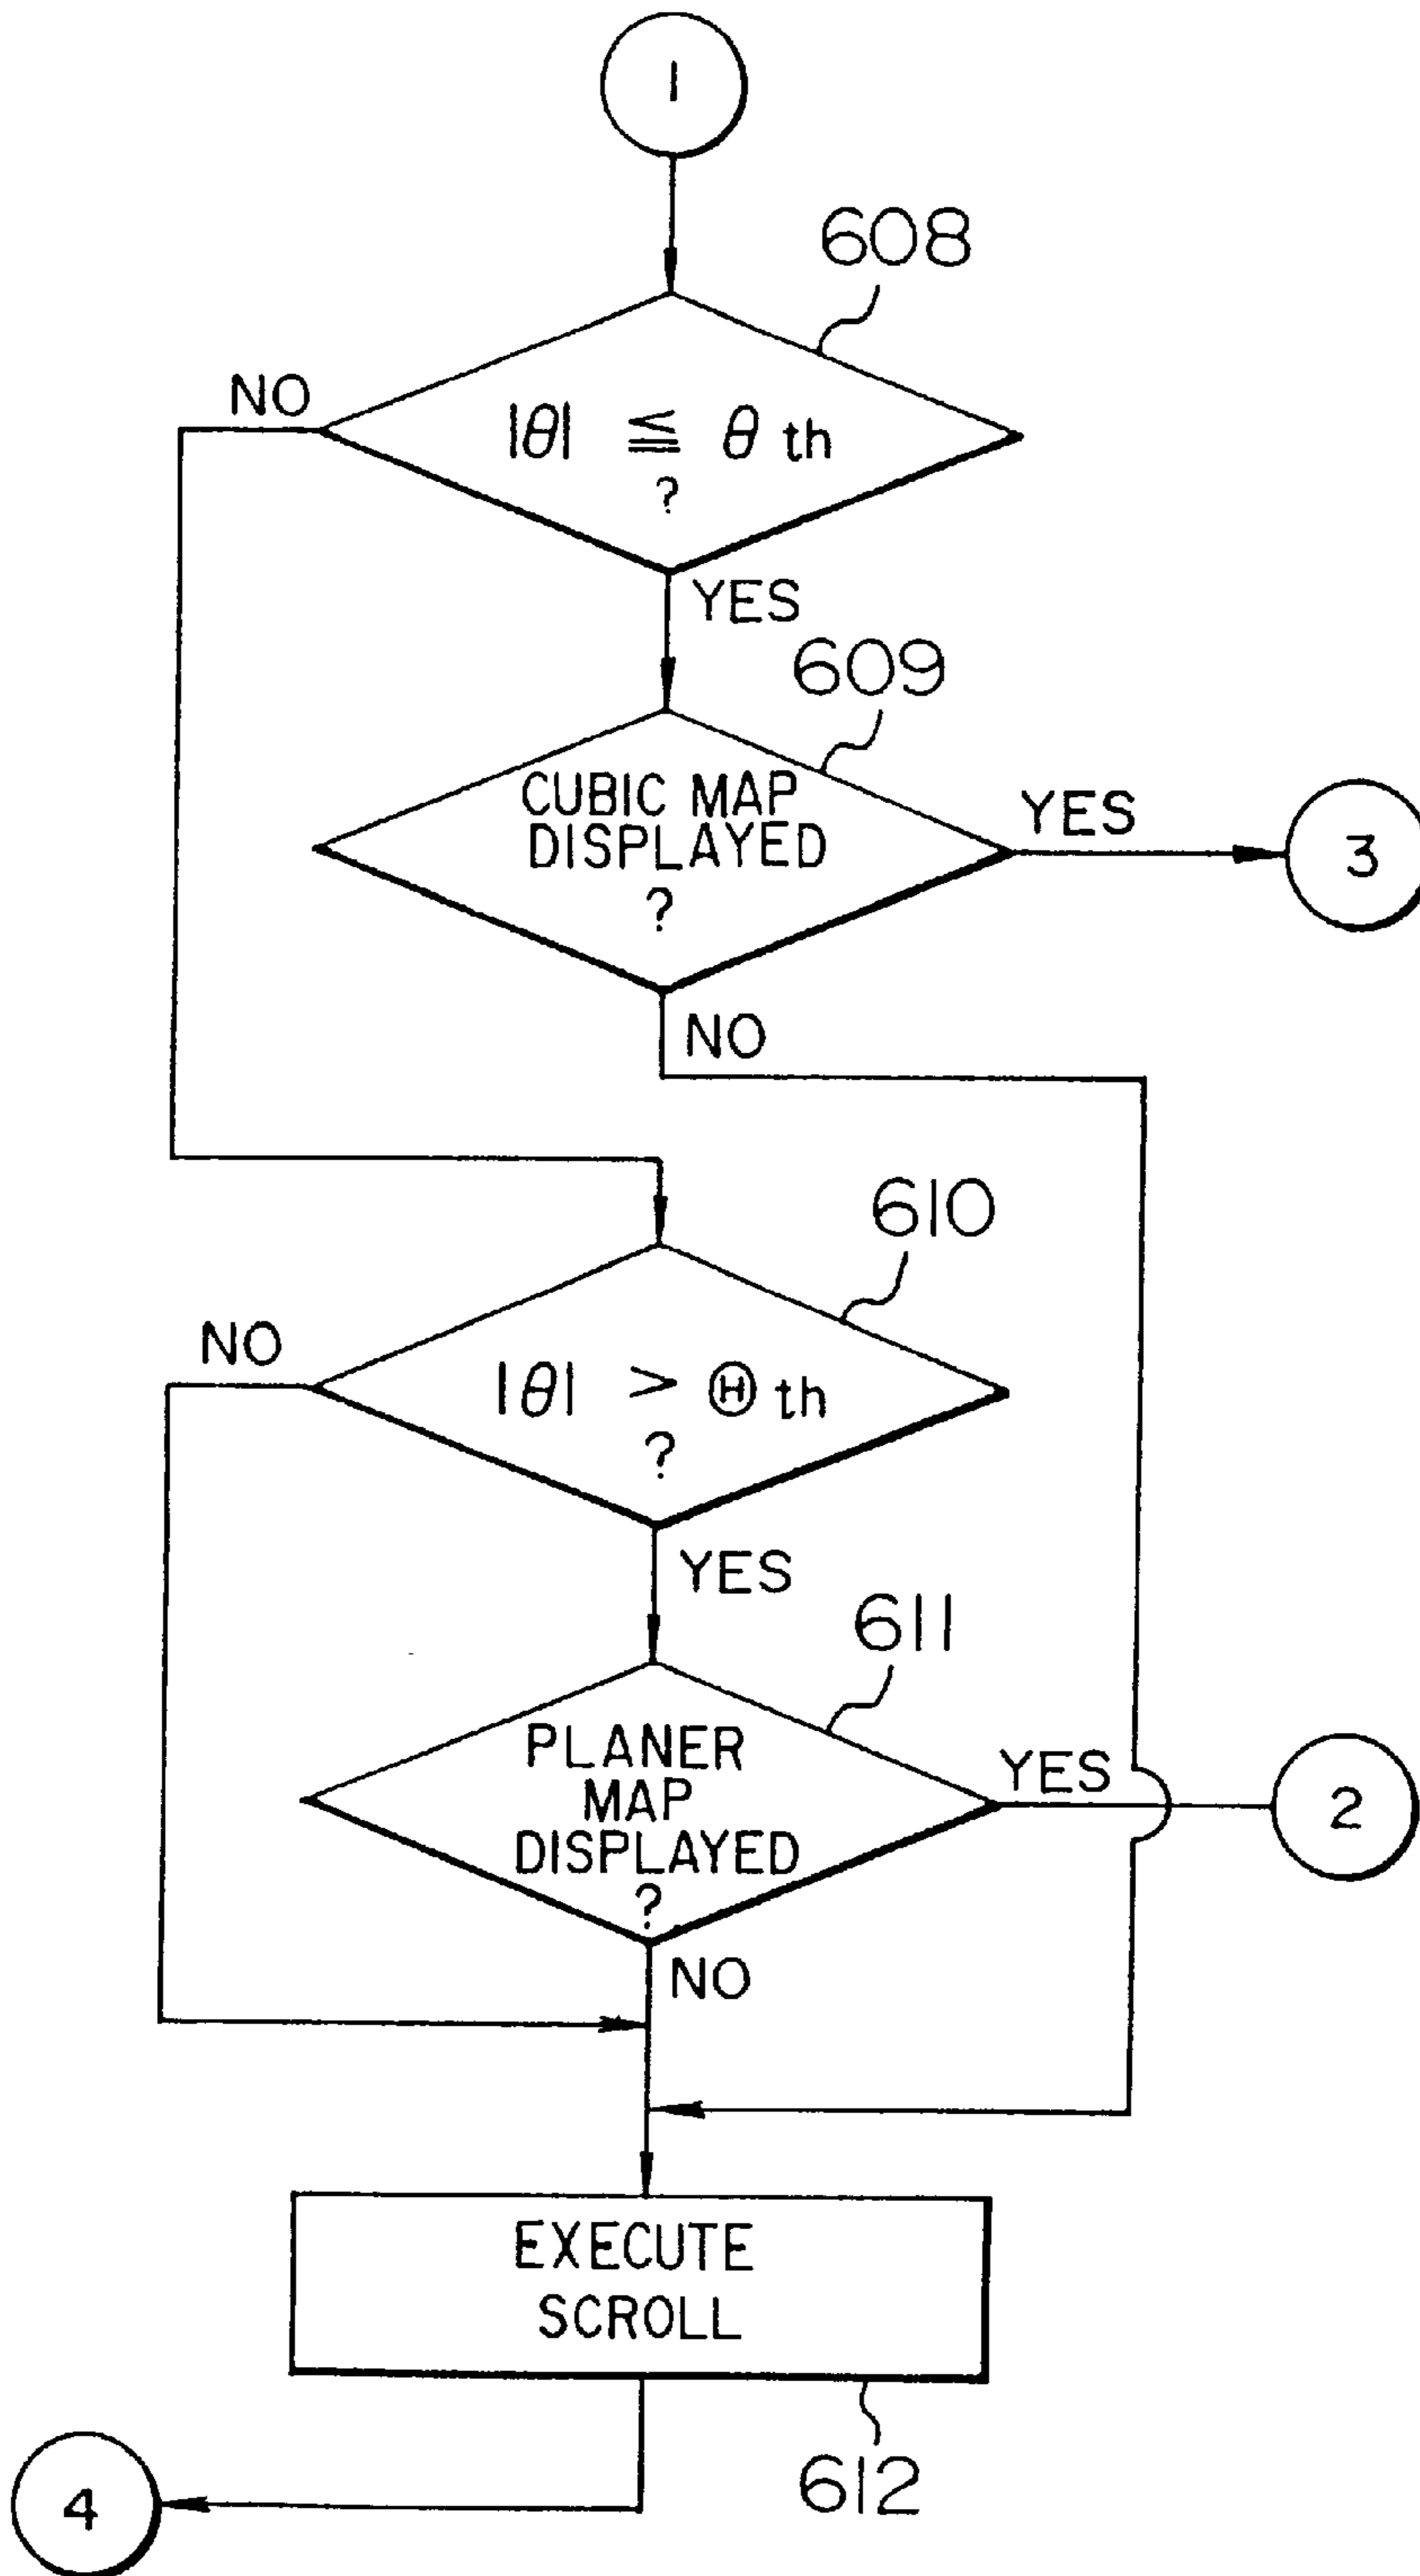 1
608
NO
|θ| ≦ θ th
?
YES
609
CUBIC MAP
DISPLAYED
?
YES
3
NO
610
NO
|θ| > Ⓗ th
?
YES
611
PLANER
MAP
DISPLAYED
?
YES
2
NO
EXECUTE
SCROLL
612
4